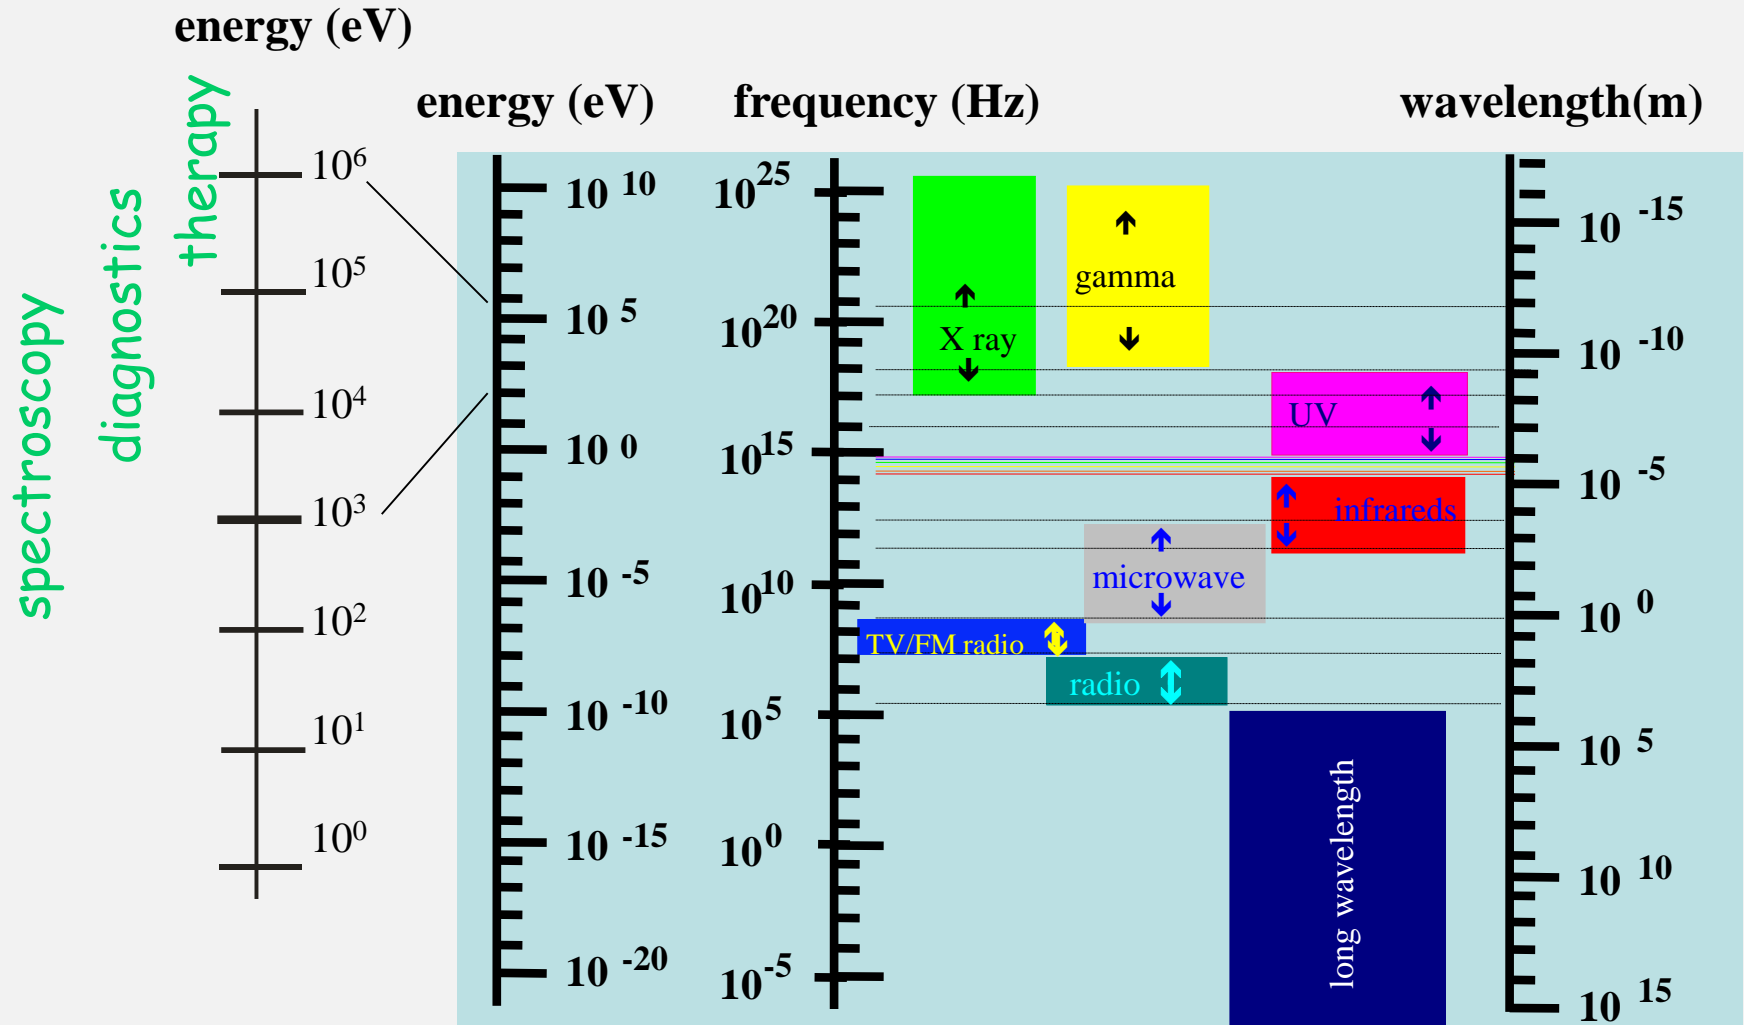 energy (eV)
energy (eV)
frequency (Hz)
wavelength(m)
spectroscopy
diagnostics
therapy
10⁶
10⁵
10⁴
10³
10²
10¹
10⁰
10 ¹⁰
10 ⁵
10 ⁰
10 ⁻⁵
10 ⁻¹⁰
10 ⁻¹⁵
10 ⁻²⁰
10²⁵
10²⁰
10¹⁵
10¹⁰
10⁵
10⁰
10⁻⁵
X ray
gamma
UV
infrareds
microwave
TV/FM radio
radio
long wavelength
10 ⁻¹⁵
10 ⁻¹⁰
10 ⁻⁵
10 ⁰
10 ⁵
10 ¹⁰
10 ¹⁵